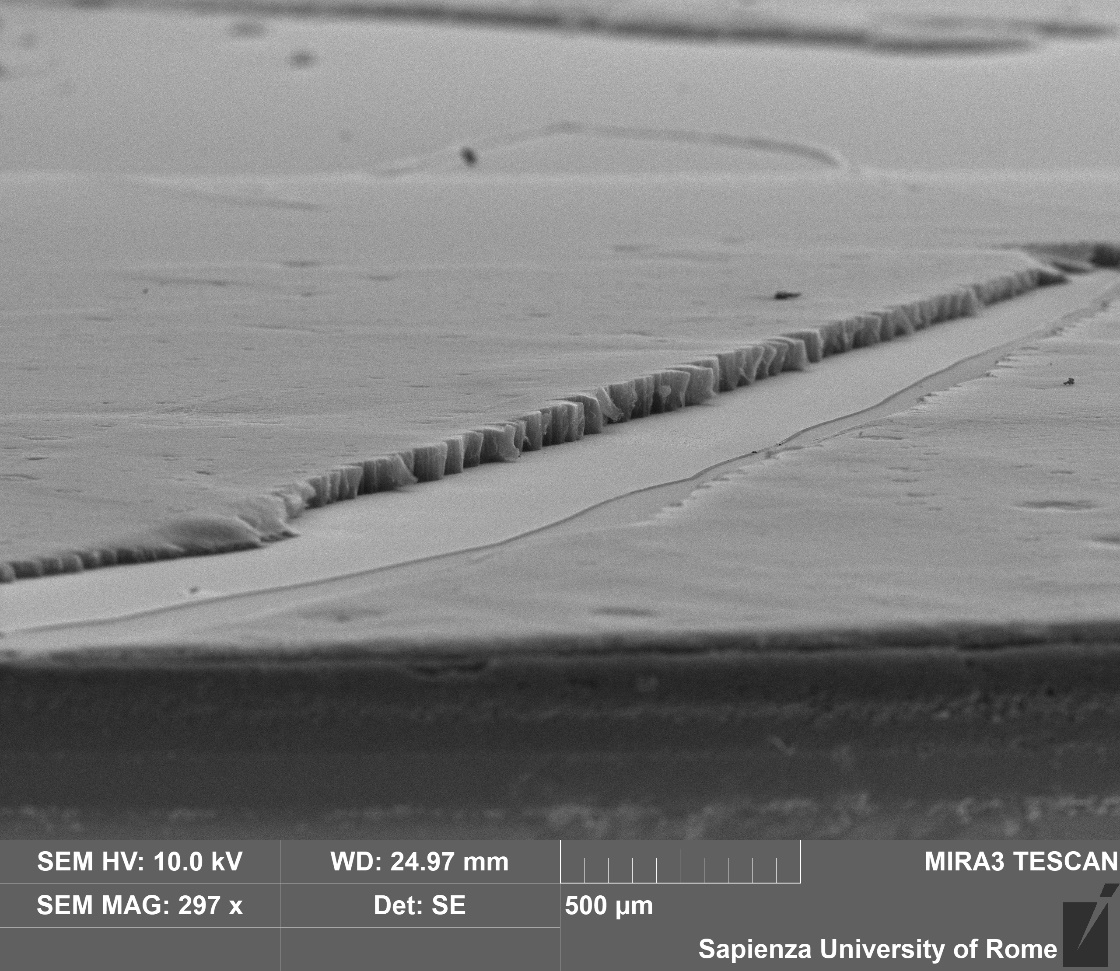 SEM HV: 10.0 kV
WD: 24.97 mm
MIRA3 TESCAN
SEM MAG: 297 x
Det: SE
500 µm
Sapienza University of Rome